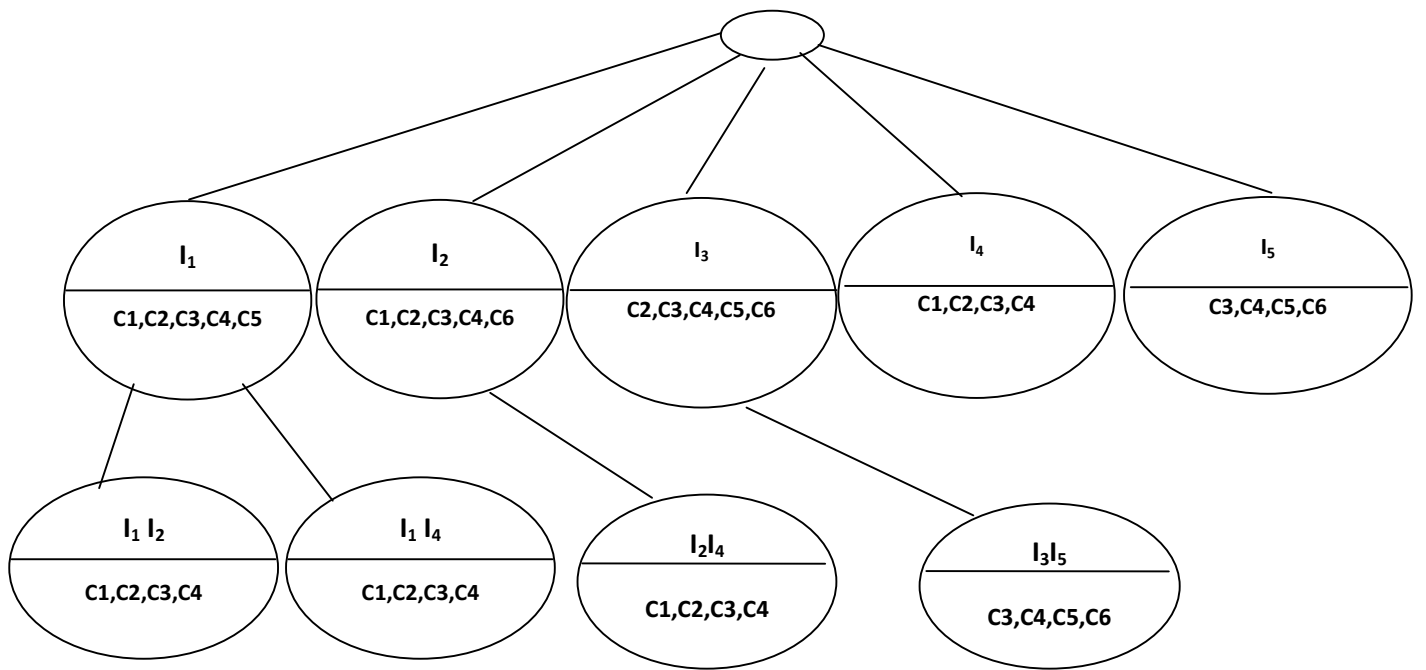 I₁
C1,C2,C3,C4,C5
I₂
C1,C2,C3,C4,C6
I₃
C2,C3,C4,C5,C6
I₄
C1,C2,C3,C4
I₅
C3,C4,C5,C6
I₁ I₂
C1,C2,C3,C4
I₁ I₄
C1,C2,C3,C4
I₂I₄
C1,C2,C3,C4
I₃I₅
C3,C4,C5,C6